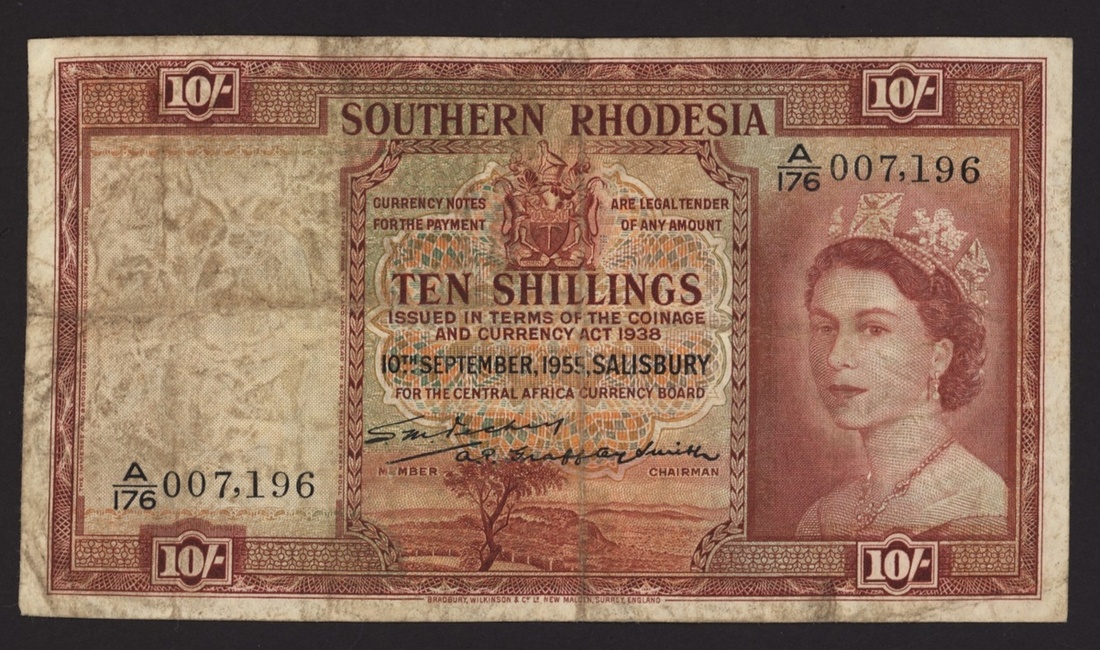 10/- 10/-
SOUTHERN RHODESIA
A/176 007,196
CURRENCY NOTES ARE LEGAL TENDER
FOR THE PAYMENT OF ANY AMOUNT
TEN SHILLINGS
ISSUED IN TERMS OF THE COINAGE
AND CURRENCY ACT 1938
10TH SEPTEMBER, 1955, SALISBURY
FOR THE CENTRAL AFRICA CURRENCY BOARD
A.P. Grafftey Smith
MEMBER CHAIRMAN
A/176 007,196
10/- 10/-
BRADBURY, WILKINSON & Co. Ld. NEW MALDEN, SURREY, ENGLAND